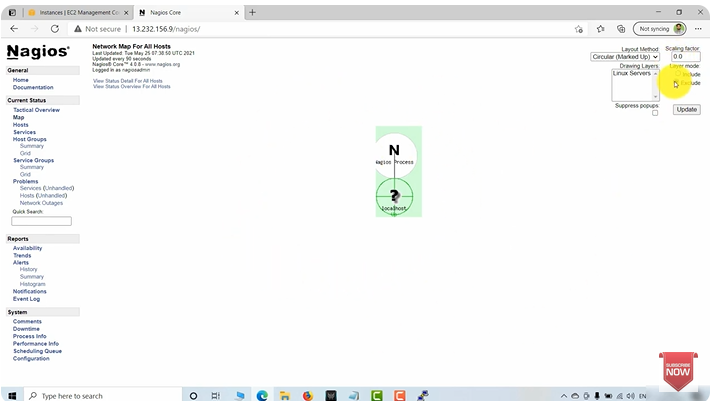 Instances | EC2 Management Co
Nagios Core
Not secure | 13.232.156.9/nagios/
Not syncing
Nagios®
General
Home
Documentation
Current Status
Tactical Overview
Map
Hosts
Services
Host Groups
Summary
Grid
Service Groups
Summary
Grid
Problems
Services (Unhandled)
Hosts (Unhandled)
Network Outages
Quick Search:
Reports
Availability
Trends
Alerts
History
Summary
Histogram
Notifications
Event Log
System
Comments
Downtime
Process Info
Performance Info
Scheduling Queue
Configuration
Network Map For All Hosts
Last Updated: Tue May 25 07:38:50 UTC 2021
Updated every 90 seconds
Nagios® Core™ 4.0.8 - www.nagios.org
Logged in as nagiosadmin
View Status Detail For All Hosts
View Status Overview For All Hosts
N
Nagios Process
?
localhost
Layout Method:
Circular (Marked Up)
Scaling factor:
0.0
Drawing Layers:
Linux Servers
Layer mode:
Include
Exclude
Suppress popups:
Update
SUBSCRIBE
NOW
Type here to search
EN